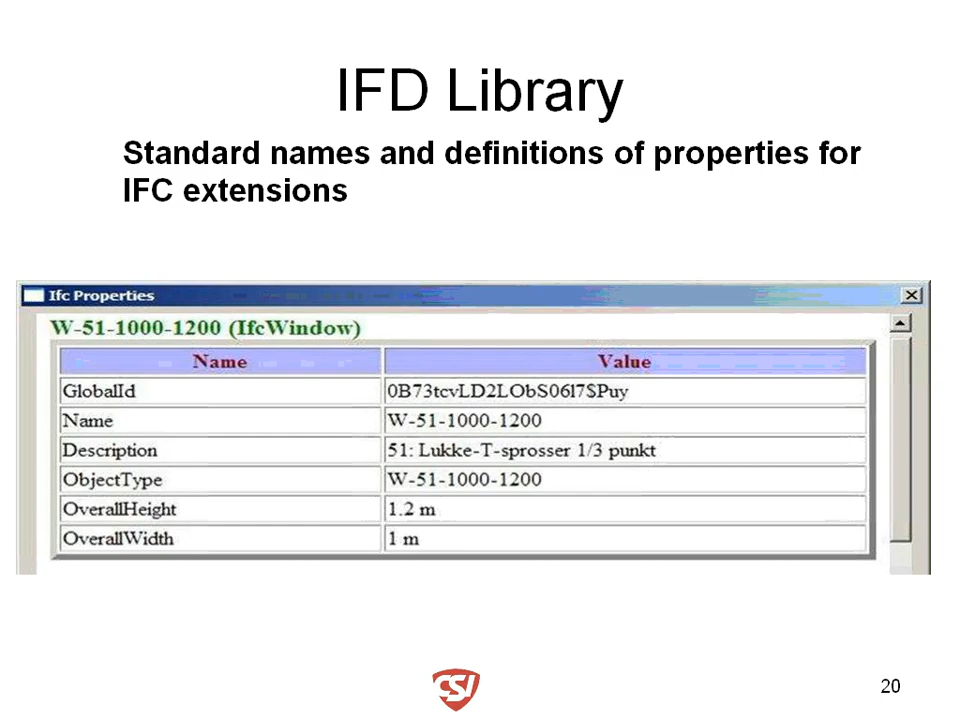 IFD Library
Standard names and definitions of properties for
IFC extensions
Ifc Properties
W-51-1000-1200 (IfcWindow)
Name Value
GlobalId 0B73tcvLD2LObS06l7$Puy
Name W-51-1000-1200
Description 51: Lukke-T-sprosser 1/3 punkt
ObjectType W-51-1000-1200
OverallHeight 1.2 m
OverallWidth 1 m
CSI
20